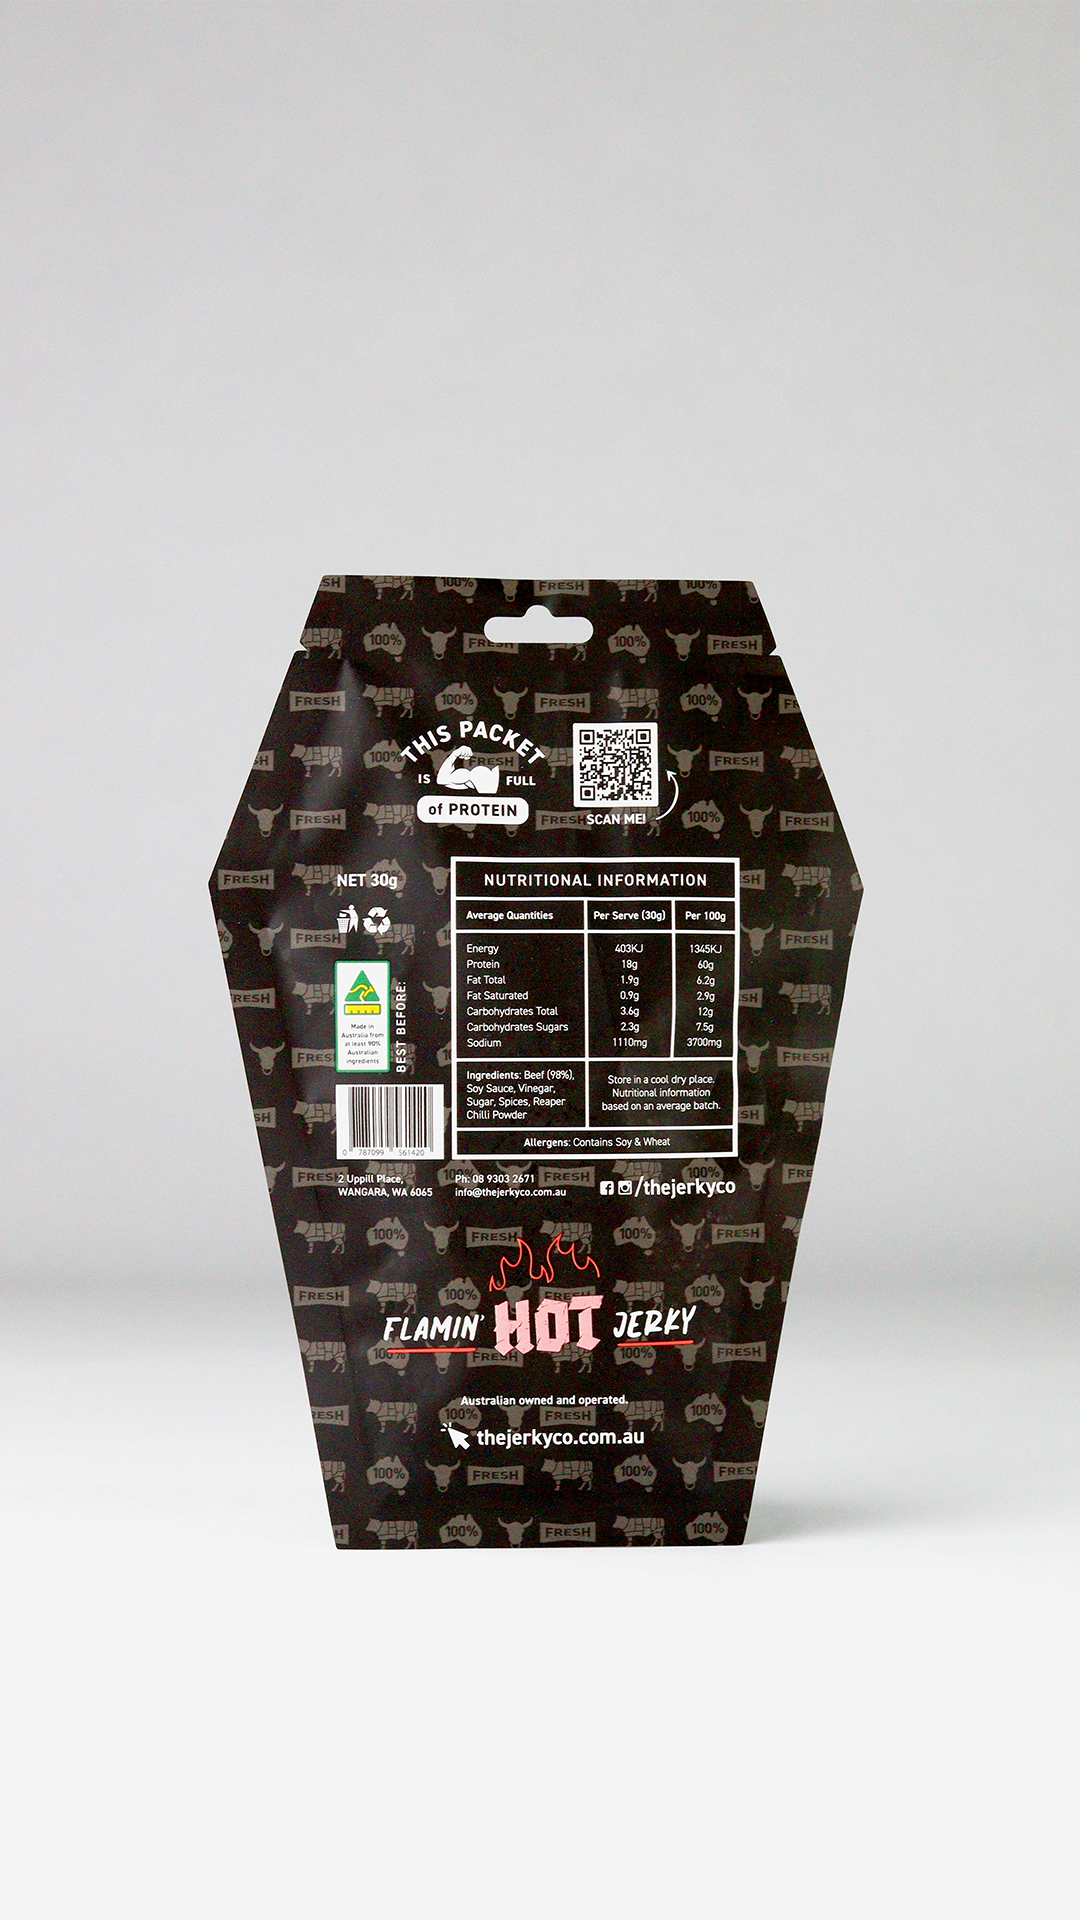 THIS PACKET
IS FULL
of PROTEIN
SCAN ME!
NET 30g
NUTRITIONAL INFORMATION
Average Quantities Per Serve (30g) Per 100g
Energy 403KJ 1345KJ
Protein 18g 60g
Fat Total 1.9g 6.2g
Fat Saturated 0.9g 2.9g
Carbohydrates Total 3.6g 12g
Carbohydrates Sugars 2.3g 7.5g
Sodium 1110mg 3700mg
Made in
Australia from
at least 90%
Australian
ingredients
BEST BEFORE:
Ingredients: Beef (98%),
Soy Sauce, Vinegar,
Sugar, Spices, Reaper
Chilli Powder
Store in a cool dry place.
Nutritional information
based on an average batch.
Allergens: Contains Soy & Wheat
0 787099 561420
2 Uppill Place,
WANGARA, WA 6065
Ph: 08 9303 2671
info@thejerkyco.com.au
/thejerkyco
FLAMIN' HOT JERKY
Australian owned and operated.
thejerkyco.com.au
100%
FRESH